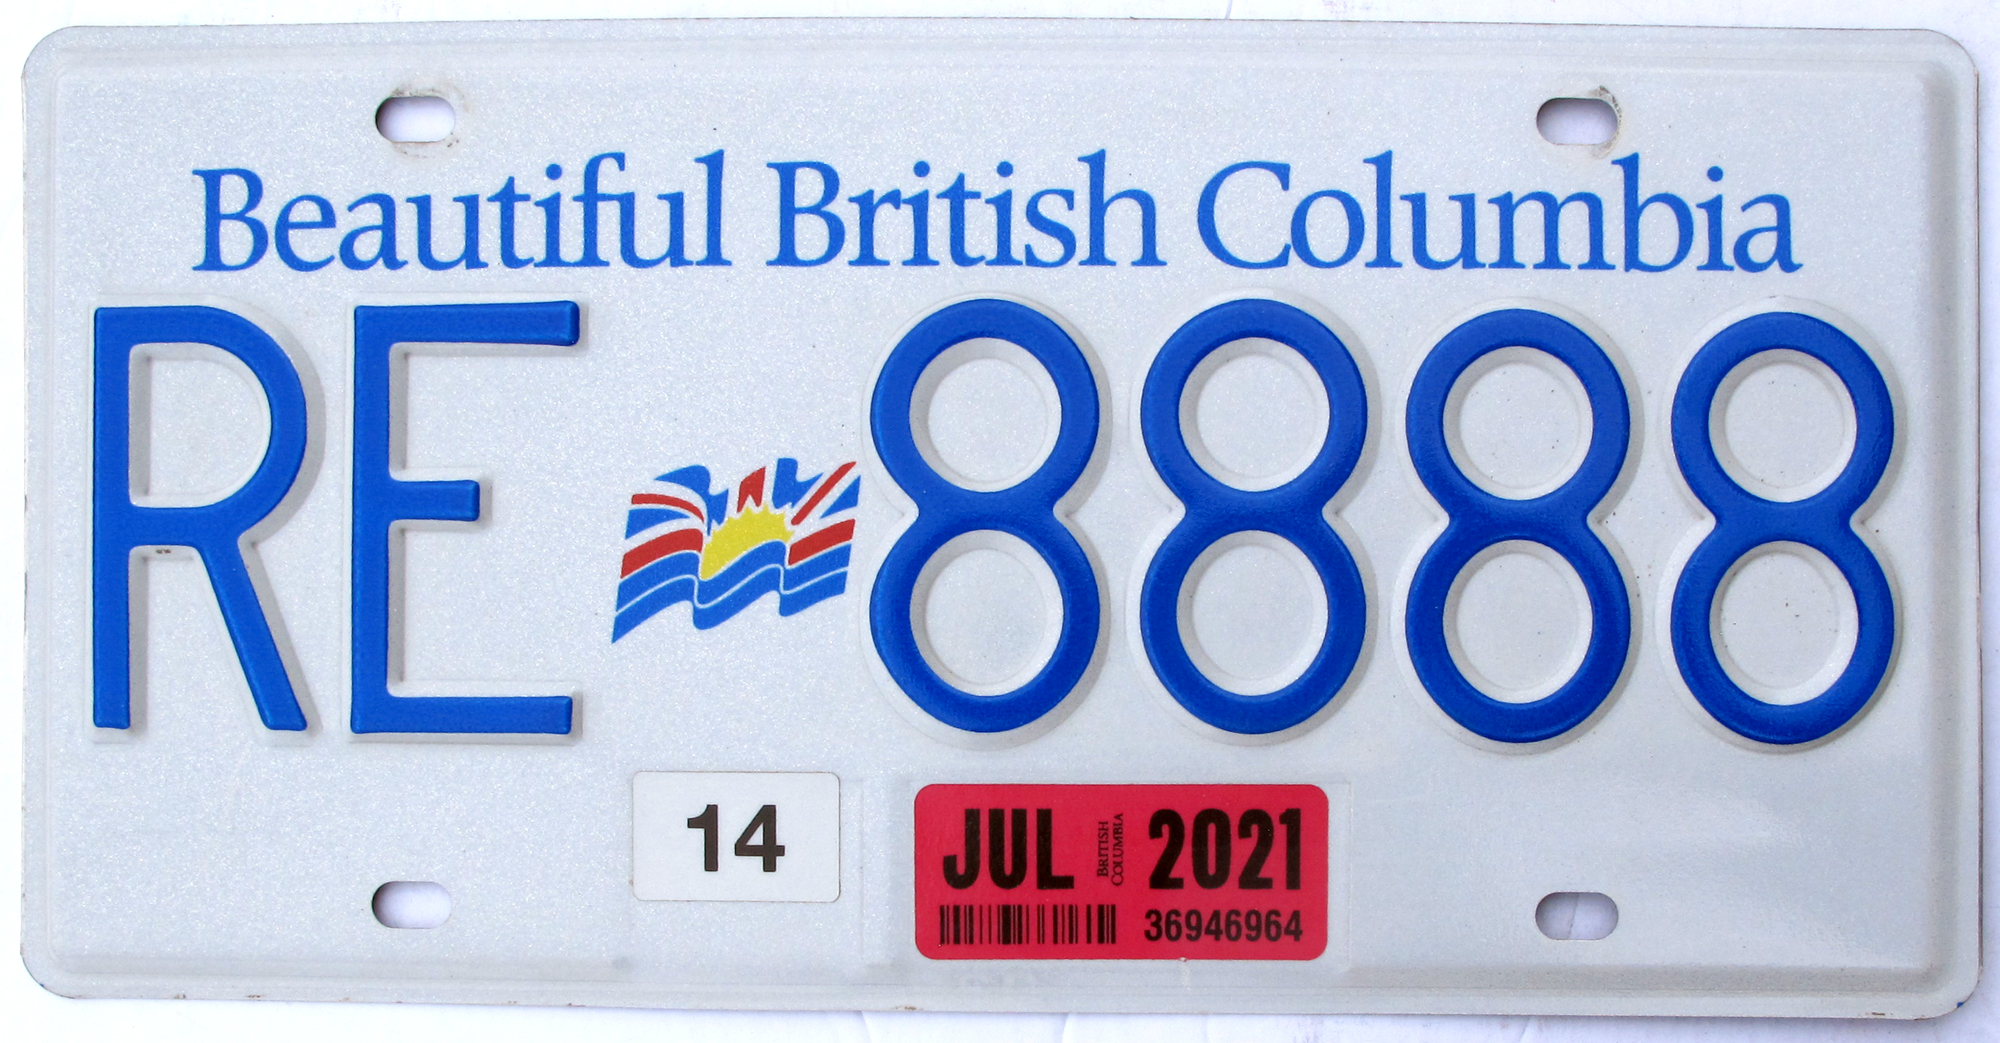 Beautiful British Columbia
RE 8888
14
JUL BRITISH COLUMBIA 2021
36946964